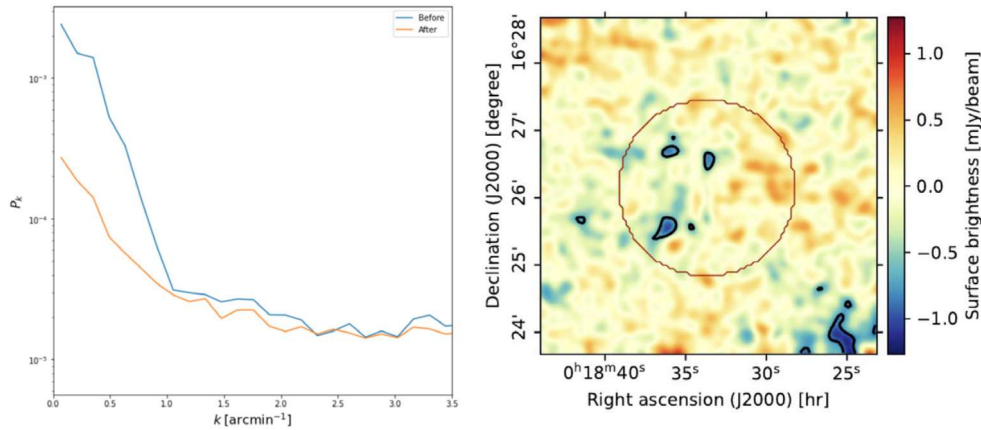 Before
After
10⁻³
10⁻⁴
10⁻⁵
P_k
0.0 0.5 1.0 1.5 2.0 2.5 3.0 3.5
k [arcmin⁻¹]
16°28'
27'
26'
25'
24'
Declination (J2000) [degree]
0ʰ18ᵐ40ˢ 35ˢ 30ˢ 25ˢ
Right ascension (J2000) [hr]
1.0
0.5
0.0
−0.5
−1.0
Surface brightness [mJy/beam]